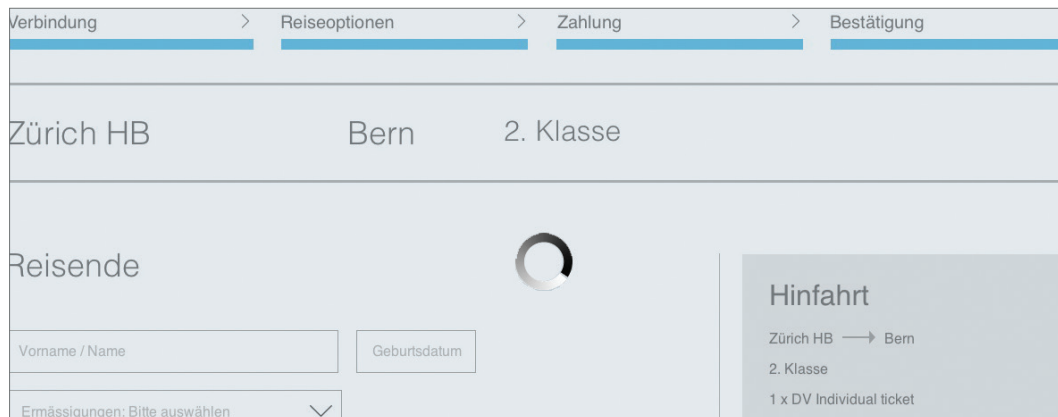 Verbindung > Reiseoptionen > Zahlung > Bestätigung
Zürich HB Bern 2. Klasse
Reisende
Vorname / Name Geburtsdatum
Ermässigungen: Bitte auswählen
Hinfahrt
Zürich HB → Bern
2. Klasse
1 x DV Individual ticket